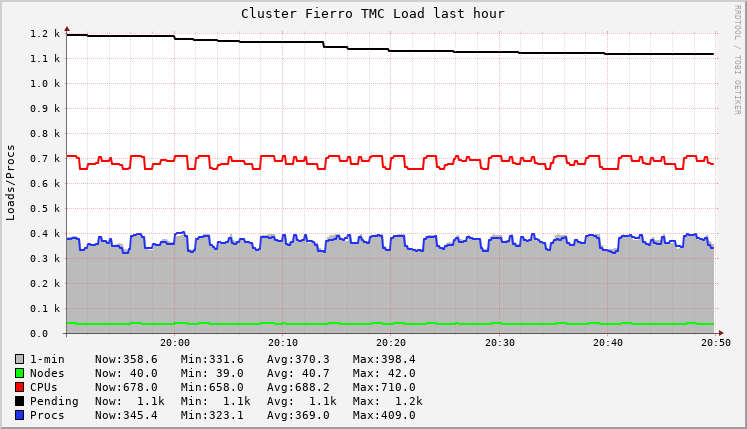 Cluster Fierro TMC Load last hour
RRDTOOL / TOBI OETIKER
Loads/Procs
1.2 k
1.1 k
1.0 k
0.9 k
0.8 k
0.7 k
0.6 k
0.5 k
0.4 k
0.3 k
0.2 k
0.1 k
0.0
20:00 20:10 20:20 20:30 20:40 20:50
1-min Now:358.6 Min:331.6 Avg:370.3 Max:398.4
Nodes Now: 40.0 Min: 39.0 Avg: 40.7 Max: 42.0
CPUs Now:678.0 Min:658.0 Avg:688.2 Max:710.0
Pending Now: 1.1k Min: 1.1k Avg: 1.1k Max: 1.2k
Procs Now:345.4 Min:323.1 Avg:369.0 Max:409.0